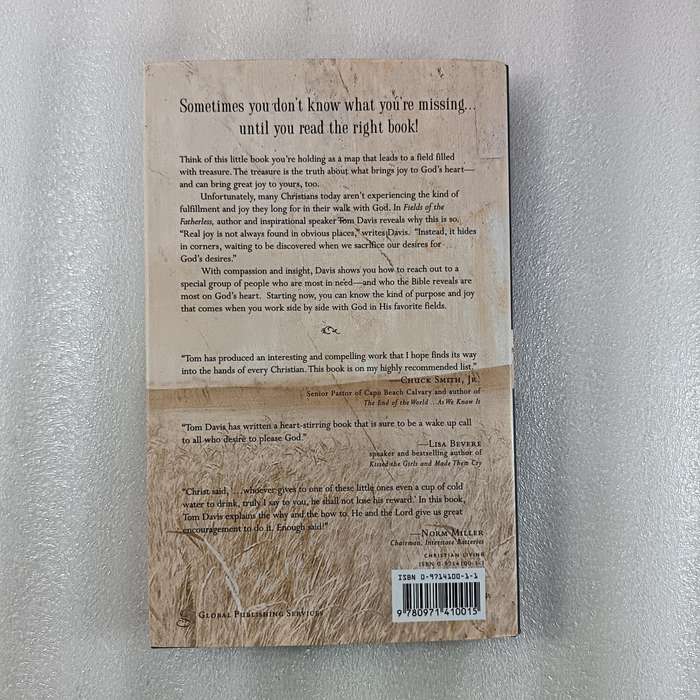 Sometimes you don't know what you're missing...
until you read the right book!
Think of this little book you're holding as a map that leads to a field filled
with treasure. The treasure is the truth about what brings joy to God's heart—
and can bring great joy to yours, too.
Unfortunately, many Christians today aren't experiencing the kind of
fulfillment and joy they long for in their walk with God. In Fields of the
Fatherless, author and inspirational speaker Tom Davis reveals why this is so.
"Real joy is not always found in obvious places," writes Davis. "Instead, it hides
in corners, waiting to be discovered when we sacrifice our desires for
God's desires."
With compassion and insight, Davis shows you how to reach out to a
special group of people who are most in need—and who the Bible reveals are
most on God's heart. Starting now, you can know the kind of purpose and joy
that comes when you work side by side with God in His favorite fields.
"Tom has produced an interesting and compelling work that I hope finds its way
into the hands of every Christian. This book is on my highly recommended list."
—Chuck Smith, Jr.
Senior Pastor of Capo Beach Calvary and author of
The End of the World...As We Know It
"Tom Davis has written a heart-stirring book that is sure to be a wake up call
to all who desire to please God."
—Lisa Bevere
speaker and bestselling author of
Kissed the Girls and Made Them Cry
"Christ said, '...whoever gives to one of these little ones even a cup of cold
water to drink, truly I say to you, he shall not lose his reward.' In this book,
Tom Davis explains the why and the how to. He and the Lord give us great
encouragement to do it. Enough said!"
—Norm Miller
Chairman, Interstate Batteries
CHRISTIAN LIVING
ISBN 0-9714100-1-1
ISBN 0-9714100-1-1
9 780971 410015
Global Publishing Services